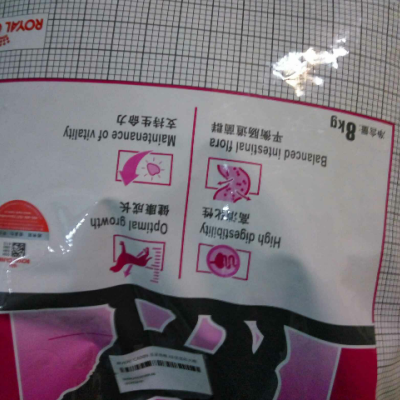 High digestibility
高消化性
Optimal growth
健康成长
Balanced intestinal flora
平衡肠道菌群
Maintenance of vitality
支持生命力
净含量:
8kg
ROYAL